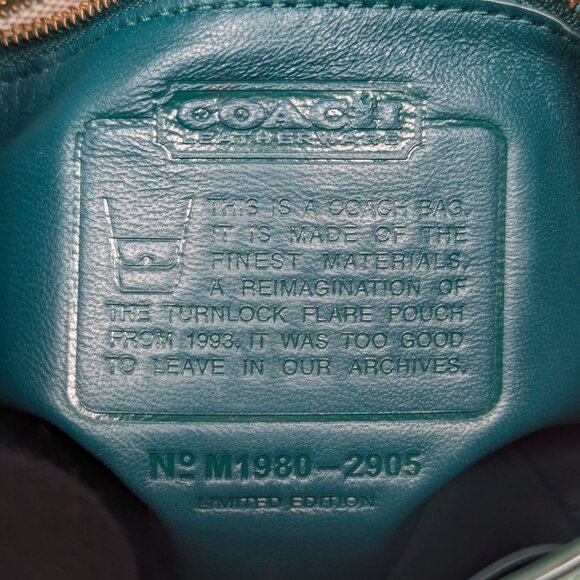 COACH
LEATHERWARE
THIS IS A COACH BAG.
IT IS MADE OF THE
FINEST MATERIALS.
A REIMAGINATION OF
THE TURNLOCK FLARE POUCH
FROM 1993, IT WAS TOO GOOD
TO LEAVE IN OUR ARCHIVES.
Nº M1980-2905
LIMITED EDITION